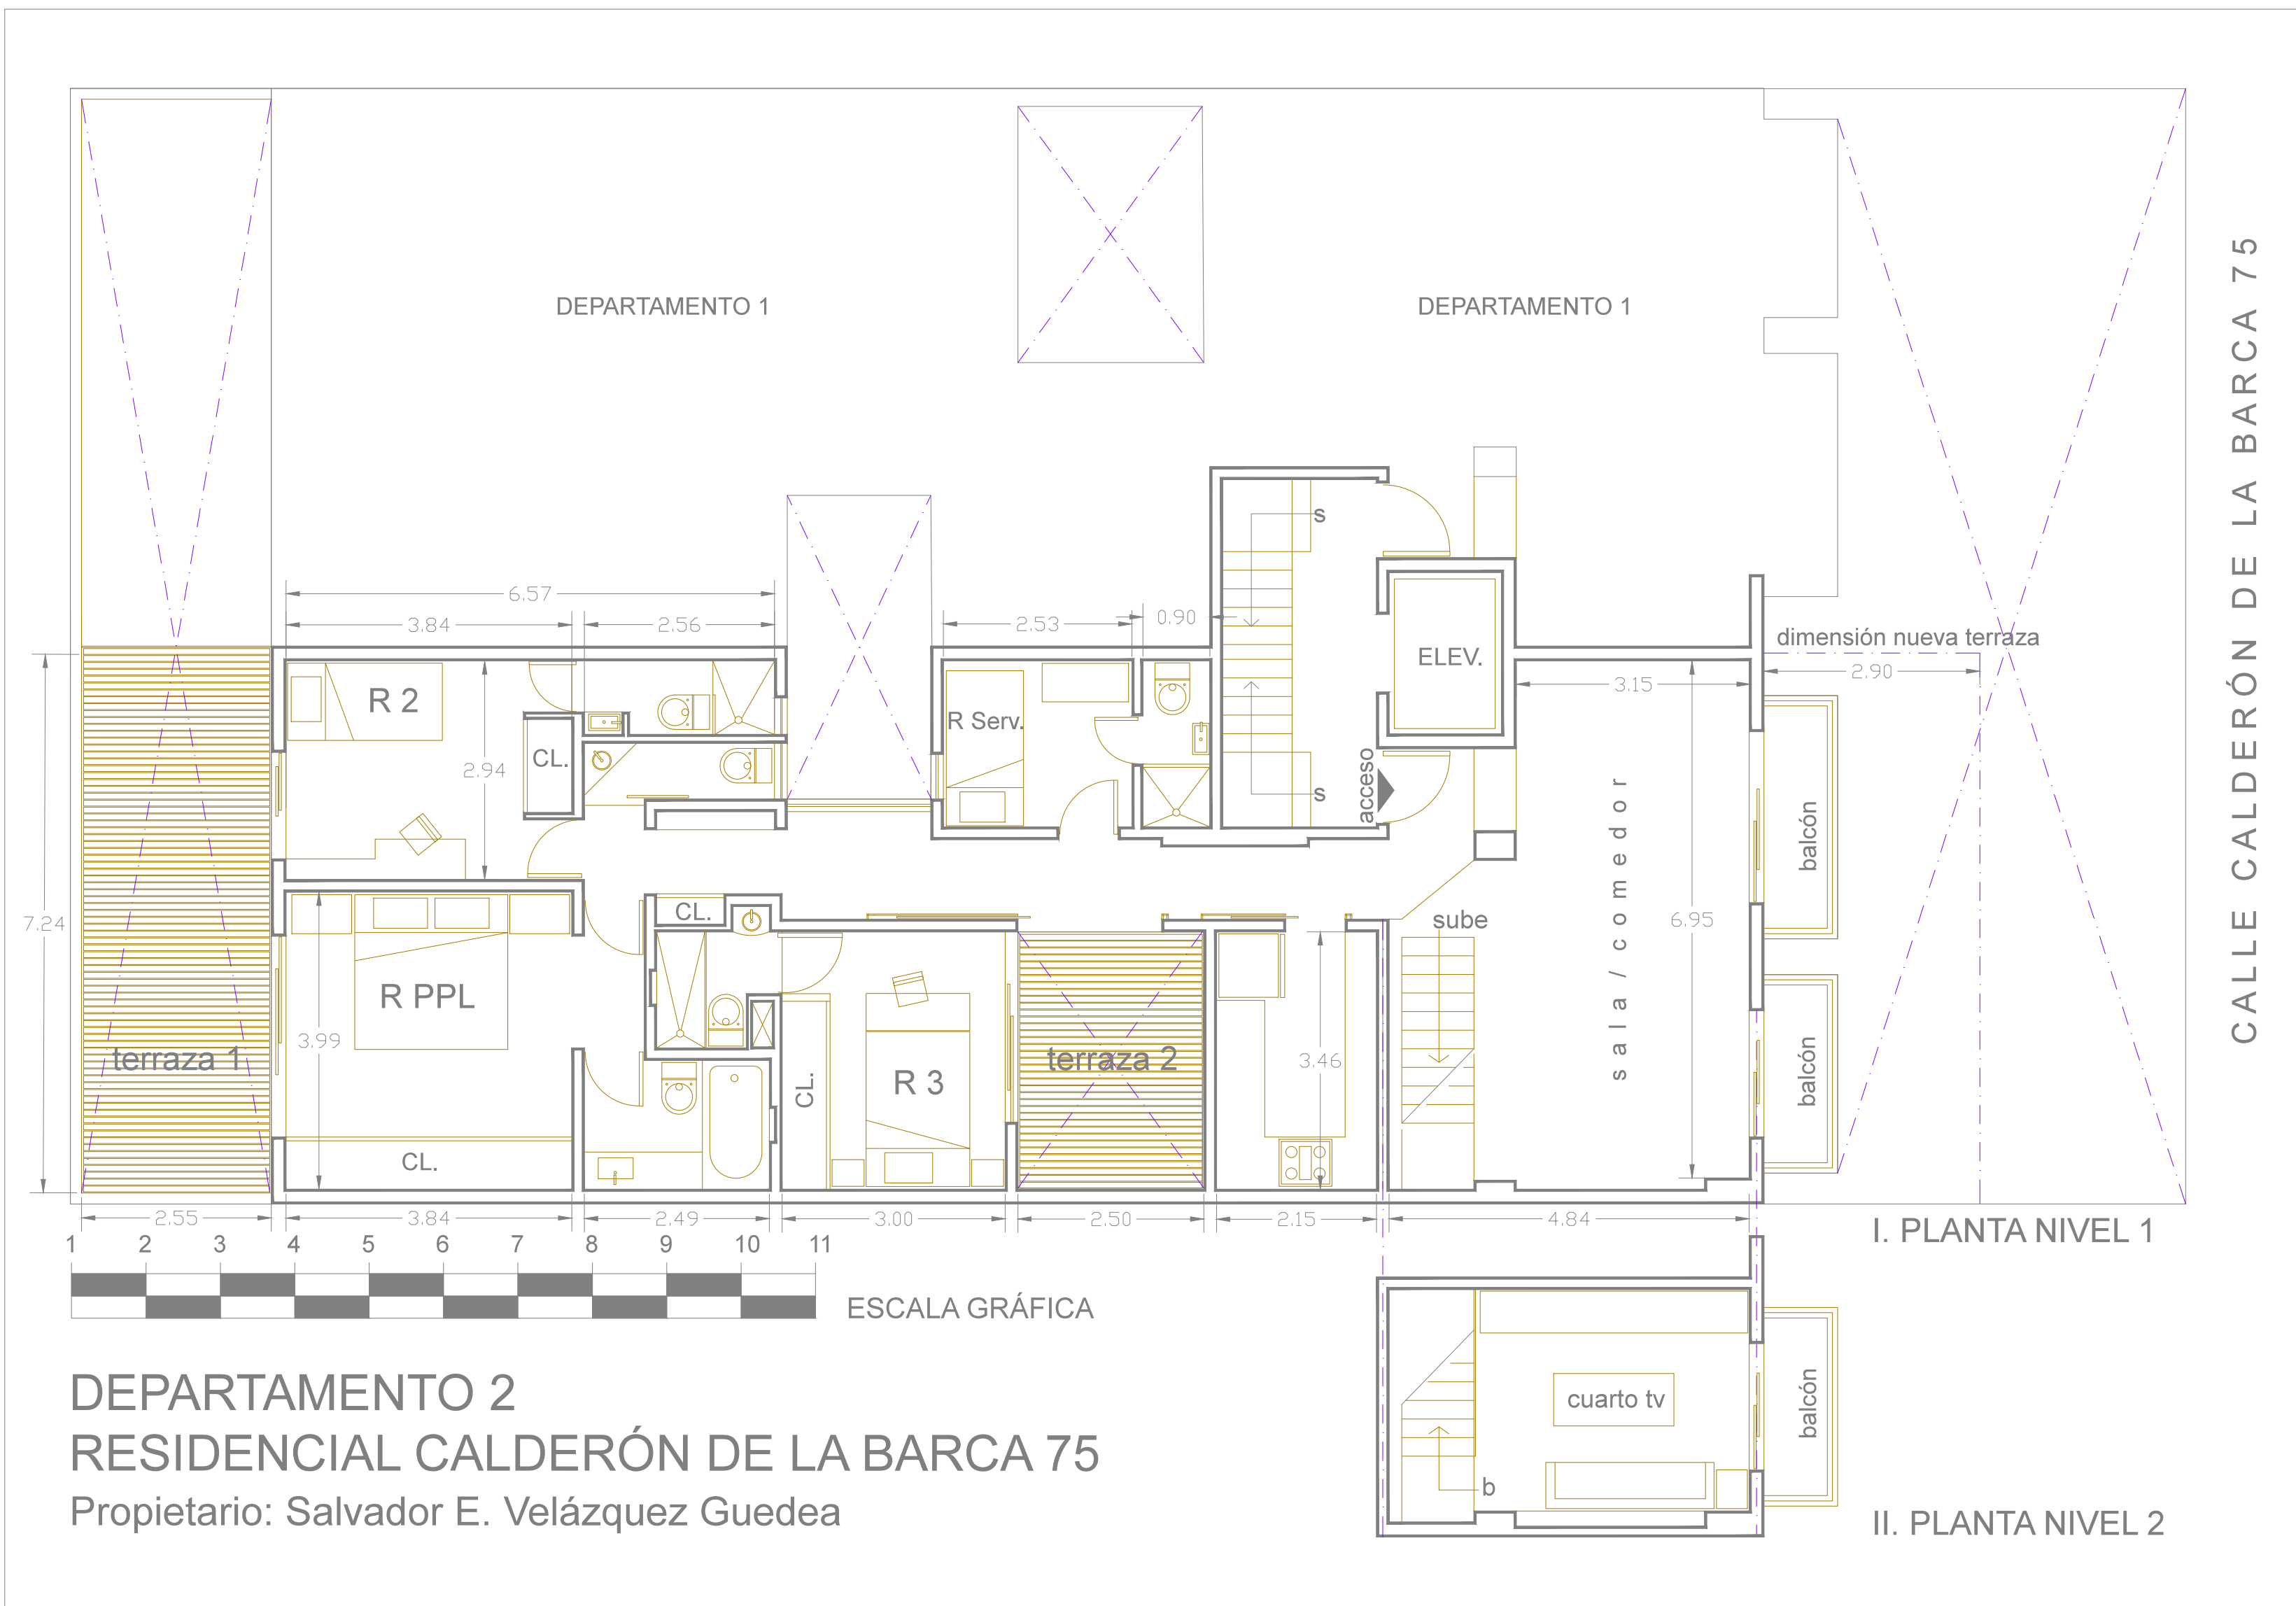 DEPARTAMENTO 1
DEPARTAMENTO 1
CALLE CALDERÓN DE LA BARCA 75
s
6.57
3.84
2.56
2.53
0.90
dimensión nueva terraza
2.90
ELEV.
3.15
R 2
R Serv.
CL.
2.94
acceso
s
sala/comedor
balcón
7.24
CL.
sube
6.95
R PPL
3.99
terraza 1
CL.
R 3
terraza 2
3.46
balcón
CL.
2.55
3.84
2.49
3.00
2.50
2.15
4.84
I. PLANTA NIVEL 1
1 2 3 4 5 6 7 8 9 10 11
ESCALA GRÁFICA
cuarto tv
balcón
b
DEPARTAMENTO 2
RESIDENCIAL CALDERÓN DE LA BARCA 75
Propietario: Salvador E. Velázquez Guedea
II. PLANTA NIVEL 2